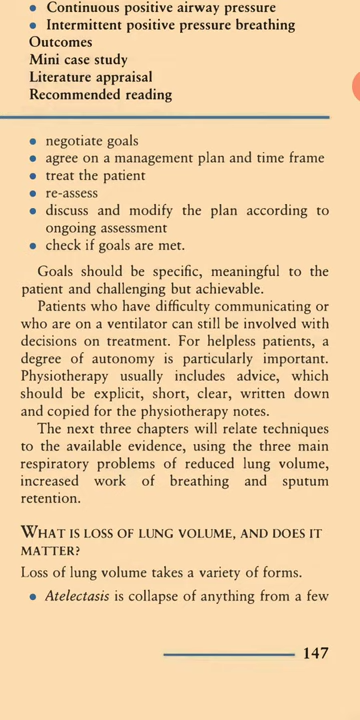 • Continuous positive airway pressure
• Intermittent positive pressure breathing
Outcomes
Mini case study
Literature appraisal
Recommended reading
• negotiate goals
• agree on a management plan and time frame
• treat the patient
• re-assess
• discuss and modify the plan according to
ongoing assessment
• check if goals are met.
Goals should be specific, meaningful to the
patient and challenging but achievable.
Patients who have difficulty communicating or
who are on a ventilator can still be involved with
decisions on treatment. For helpless patients, a
degree of autonomy is particularly important.
Physiotherapy usually includes advice, which
should be explicit, short, clear, written down
and copied for the physiotherapy notes.
The next three chapters will relate techniques
to the available evidence, using the three main
respiratory problems of reduced lung volume,
increased work of breathing and sputum
retention.
WHAT IS LOSS OF LUNG VOLUME, AND DOES IT
MATTER?
Loss of lung volume takes a variety of forms.
• Atelectasis is collapse of anything from a few
147